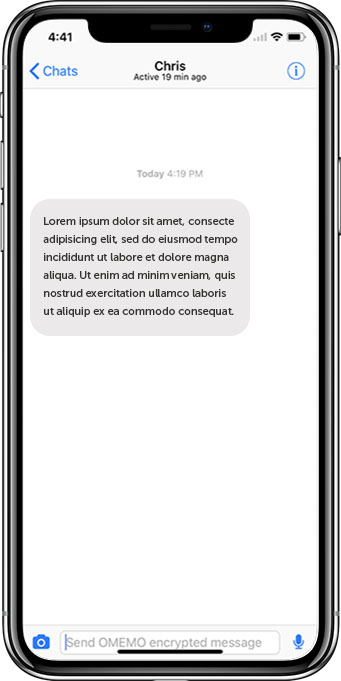 4:41
Chats
Chris
Active 19 min ago
Today 4:19 PM
Lorem ipsum dolor sit amet, consecte
adipisicing elit, sed do eiusmod tempo
incididunt ut labore et dolore magna
aliqua. Ut enim ad minim veniam, quis
nostrud exercitation ullamco laboris
ut aliquip ex ea commodo consequat.
Send OMEMO encrypted message